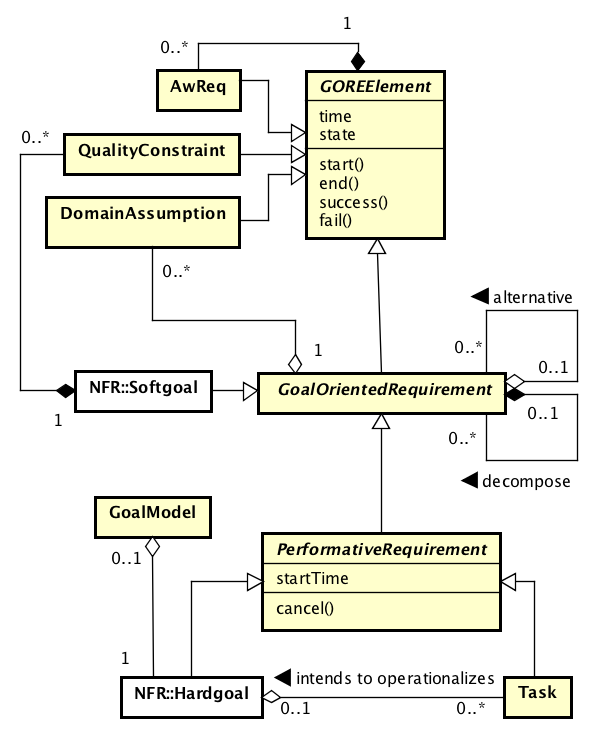 1
0..*
AwReq
GOREElement
time
state
0..*
QualityConstraint
start()
end()
success()
fail()
DomainAssumption
0..*
◀ alternative
1
0..*
0..1
NFR::Softgoal
GoalOrientedRequirement
1
0..1
0..*
◀ decompose
GoalModel
0..1
PerformativeRequirement
startTime
cancel()
1
◀ intends to operationalizes
NFR::Hardgoal
Task
0..1
0..*